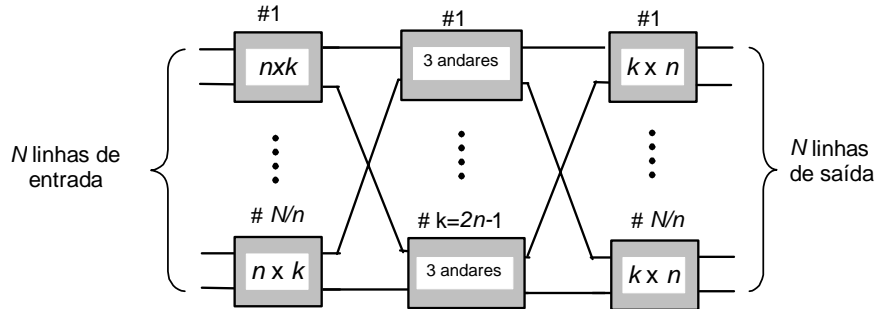 #1 #1 #1
nxk 3 andares k x n
N linhas de
entrada
N linhas
de saída
# N/n # k=2n-1 # N/n
n x k 3 andares k x n